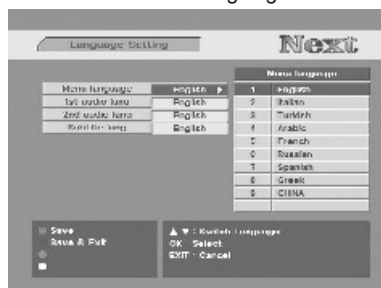 Language Setting
Next
Menu language English
1st audio lang English
2nd audio lang English
Subtitle lang English
Menu language
1 English
2 Italian
3 Turkish
4 Arabic
5 French
6 Russian
7 Spanish
8 Greek
9 CHINA
Save
Save & Exit
▲ ▼ : Switch Language
OK : Select
EXIT : Cancel